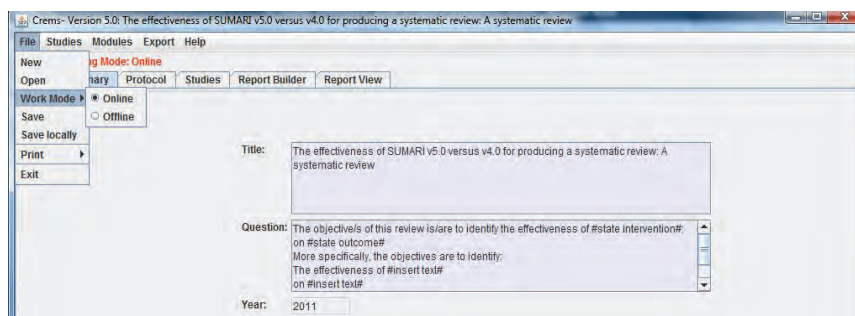 Crems- Version 5.0: The effectiveness of SUMARI v5.0 versus v4.0 for producing a systematic review: A systematic review
File Studies Modules Export Help
New
g Mode: Online
Open
Protocol Studies Report Builder Report View
Work Mode
Online
Save
Offline
Save locally
Print
Exit
Title:
The effectiveness of SUMARI v5.0 versus v4.0 for producing a systematic review: A
systematic review
Question:
The objective/s of this review is/are to identify the effectiveness of #state intervention#:
on #state outcome#
More specifically, the objectives are to identify:
The effectiveness of #insert text#
on #insert text#
Year:
2011